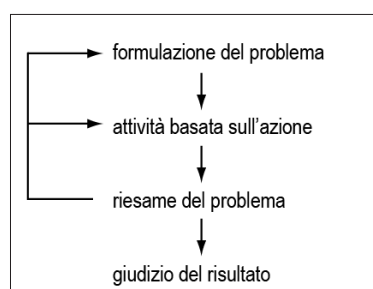 formulazione del problema
attività basata sull'azione
riesame del problema
giudizio del risultato